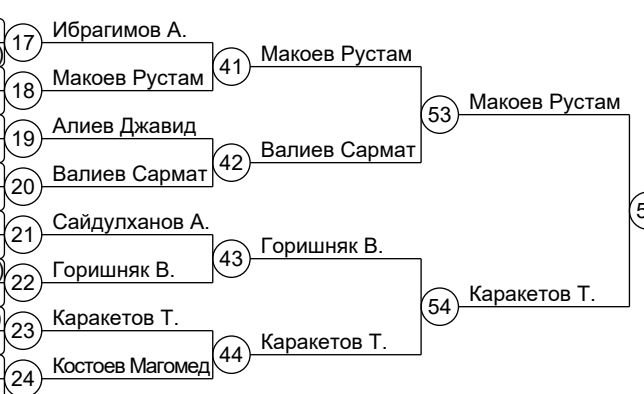 17 Ибрагимов А.
18 Макоев Рустам
41 Макоев Рустам
19 Алиев Джавид
20 Валиев Сармат
42 Валиев Сармат
53 Макоев Рустам
21 Сайдулханов А.
22 Горишняк В.
43 Горишняк В.
23 Каракетов Т.
24 Костоев Магомед
44 Каракетов Т.
54 Каракетов Т.